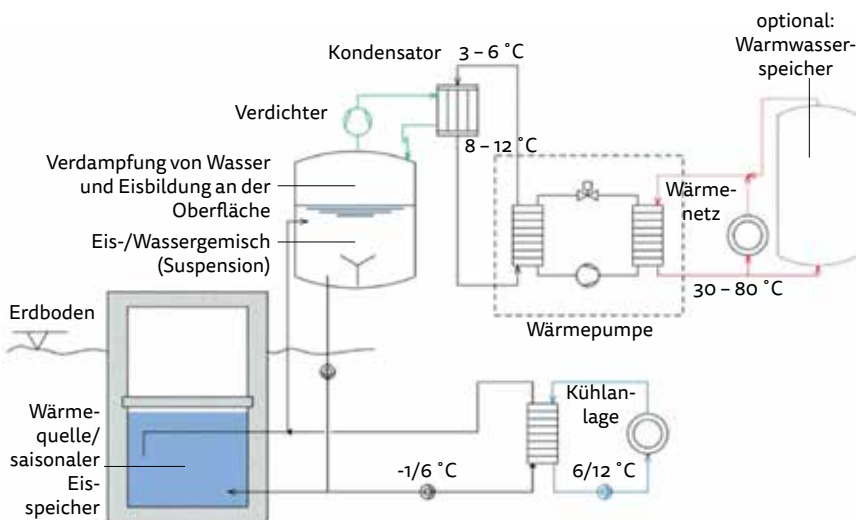 optional:
Warmwasser-
speicher
Kondensator
3 – 6 °C
Verdichter
8 – 12 °C
Verdampfung von Wasser
und Eisbildung an der
Oberfläche
Wärme-
netz
Eis-/Wassergemisch
(Suspension)
30 – 80 °C
Erdboden
Wärmepumpe
Wärme-
quelle/
saisonaler
Eis-
speicher
Kühlan-
lage
-1/6 °C
6/12 °C